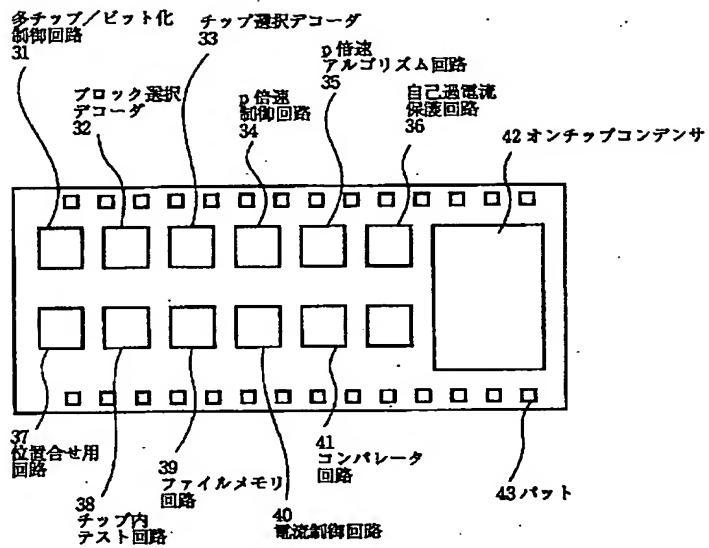 多チップ/ビット化
制御回路
31
チップ選択デコーダ
33
p倍速
アルゴリズム回路
35
ブロック選択
デコーダ
32
p倍速
制御回路
34
自己過電流
保護回路
36
42 オンチップコンデンサ
37
位置合せ用
回路
38
チップ内
テスト回路
39
ファイルメモリ
回路
40
電流制御回路
41
コンパレータ
回路
43 パット